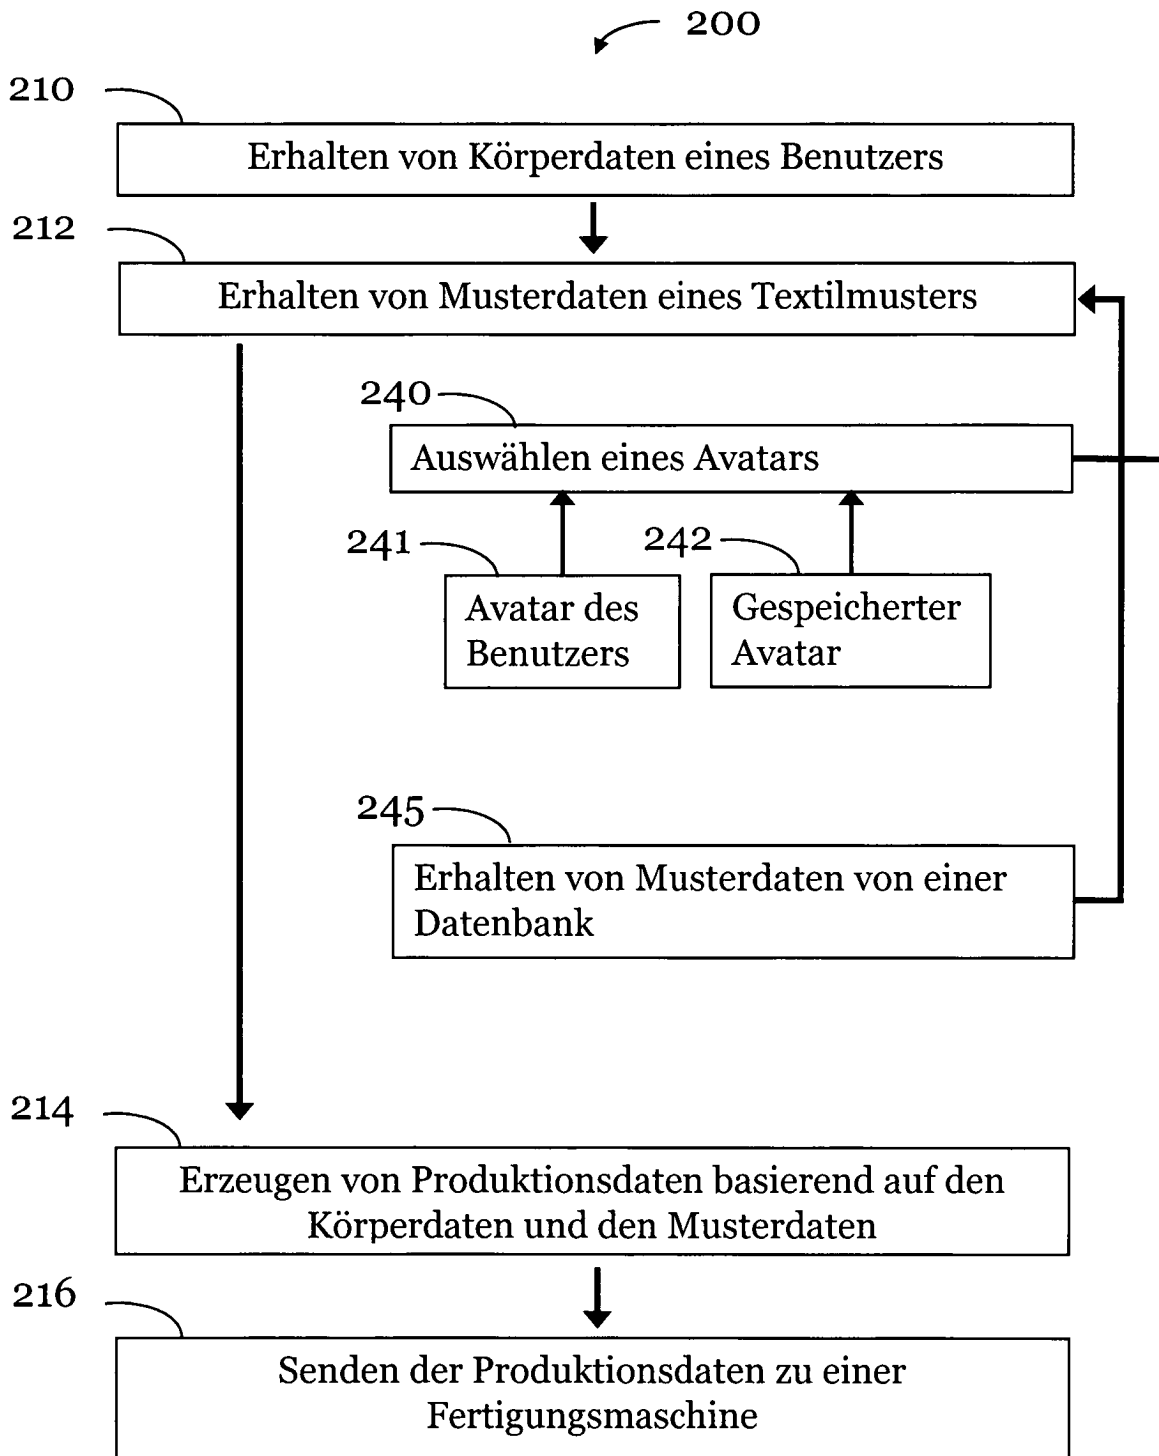 200
210
Erhalten von Körperdaten eines Benutzers
212
Erhalten von Musterdaten eines Textilmusters
240
Auswählen eines Avatars
241
Avatar des
Benutzers
242
Gespeicherter
Avatar
245
Erhalten von Musterdaten von einer
Datenbank
214
Erzeugen von Produktionsdaten basierend auf den
Körperdaten und den Musterdaten
216
Senden der Produktionsdaten zu einer
Fertigungsmaschine